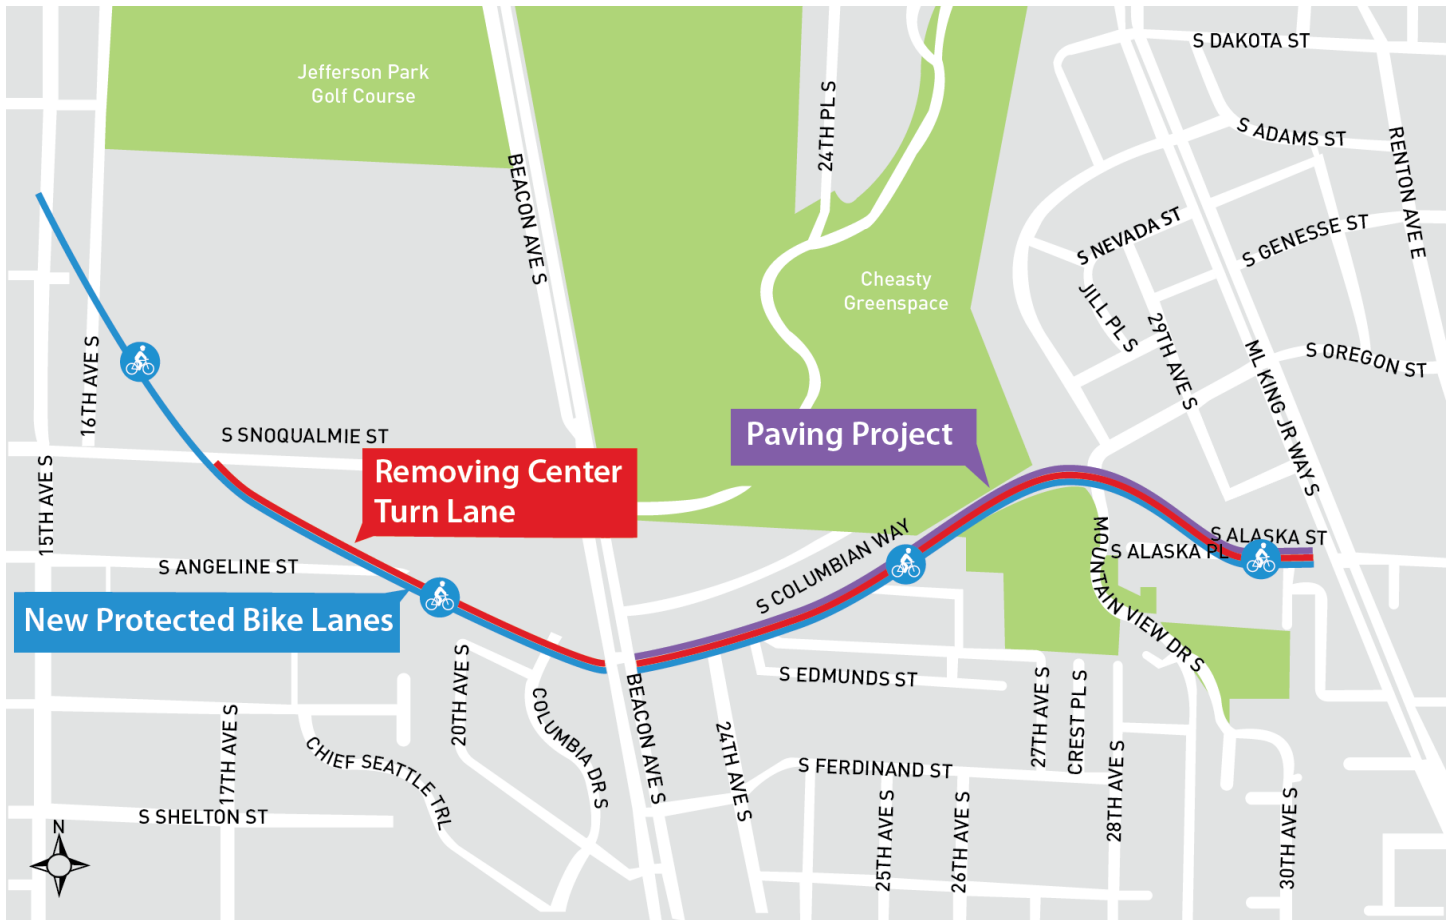 S DAKOTA ST
Jefferson Park
Golf Course
24TH PL S
S ADAMS ST
RENTON AVE E
BEACON AVE S
S NEVADA ST
S GENESSE ST
Cheasty
Greenspace
JILL PL S
29TH AVE S
ML KING JR WAY S
S OREGON ST
16TH AVE S
S SNOQUALMIE ST
Paving Project
Removing Center
Turn Lane
15TH AVE S
S COLUMBIAN WAY
MOUNTAIN VIEW DR S
S ALASKA ST
S ALASKA PL
S ANGELINE ST
New Protected Bike Lanes
20TH AVE S
COLUMBIA DR S
BEACON AVE S
24TH AVE S
S EDMUNDS ST
27TH AVE S
CREST PL S
28TH AVE S
17TH AVE S
CHIEF SEATTLE TRL
S FERDINAND ST
25TH AVE S
26TH AVE S
30TH AVE S
S SHELTON ST
N